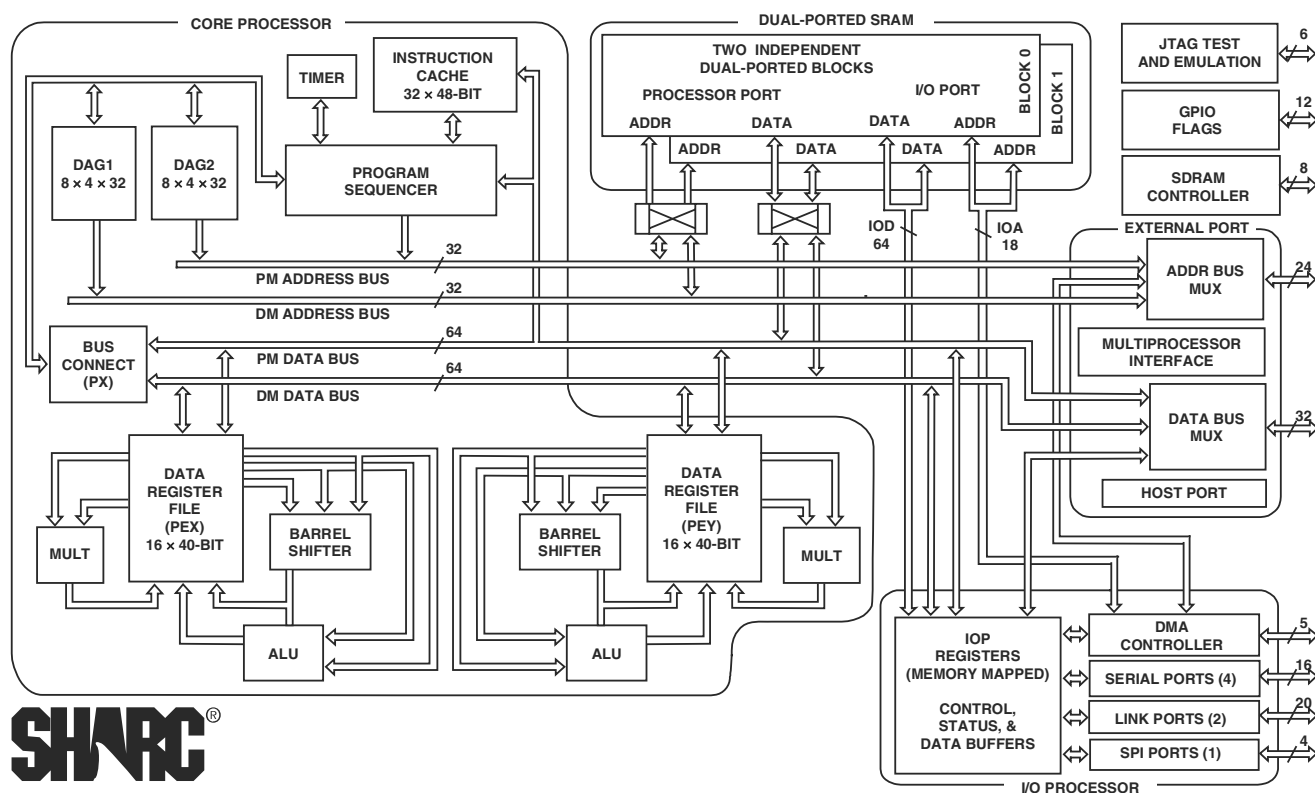 CORE PROCESSOR
TIMER
INSTRUCTION
CACHE
32 × 48-BIT
DAG1
8 × 4 × 32
DAG2
8 × 4 × 32
PROGRAM
SEQUENCER
32
PM ADDRESS BUS
32
DM ADDRESS BUS
BUS
CONNECT
(PX)
64
PM DATA BUS
64
DM DATA BUS
MULT
DATA
REGISTER
FILE
(PEX)
16 × 40-BIT
BARREL
SHIFTER
ALU
BARREL
SHIFTER
ALU
DATA
REGISTER
FILE
(PEY)
16 × 40-BIT
MULT
DUAL-PORTED SRAM
TWO INDEPENDENT
DUAL-PORTED BLOCKS
PROCESSOR PORT
I/O PORT
BLOCK 0
BLOCK 1
ADDR
DATA
DATA
ADDR
ADDR
DATA
DATA
ADDR
IOD
64
IOA
18
JTAG TEST
AND EMULATION
6
GPIO
FLAGS
12
SDRAM
CONTROLLER
8
EXTERNAL PORT
ADDR BUS
MUX
24
MULTIPROCESSOR
INTERFACE
DATA BUS
MUX
32
HOST PORT
IOP
REGISTERS
(MEMORY MAPPED)
CONTROL,
STATUS, &
DATA BUFFERS
DMA
CONTROLLER
5
SERIAL PORTS (4)
16
LINK PORTS (2)
20
SPI PORTS (1)
4
I/O PROCESSOR
SHARC®